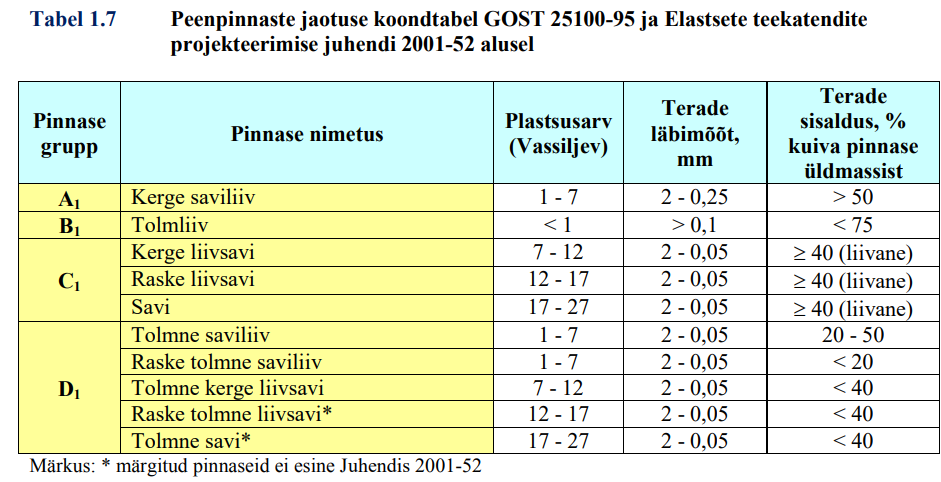 Tabel 1.7 Peenpinnaste jaotuse koondtabel GOST 25100-95 ja Elastsete teekatendite
projekteerimise juhendi 2001-52 alusel
Pinnase grupp Pinnase nimetus Plastsusarv (Vassiljev) Terade läbimõõt, mm Terade sisaldus, % kuiva pinnase üldmassist
A₁ Kerge saviliiv 1 - 7 2 - 0,25 > 50
B₁ Tolmliiv < 1 > 0,1 < 75
C₁ Kerge liivsavi 7 - 12 2 - 0,05 ≥ 40 (liivane)
Raske liivsavi 12 - 17 2 - 0,05 ≥ 40 (liivane)
Savi 17 - 27 2 - 0,05 ≥ 40 (liivane)
D₁ Tolmne saviliiv 1 - 7 2 - 0,05 20 - 50
Raske tolmne saviliiv 1 - 7 2 - 0,05 < 20
Tolmne kerge liivsavi 7 - 12 2 - 0,05 < 40
Raske tolmne liivsavi* 12 - 17 2 - 0,05 < 40
Tolmne savi* 17 - 27 2 - 0,05 < 40
Märkus: * märgitud pinnaseid ei esine Juhendis 2001-52